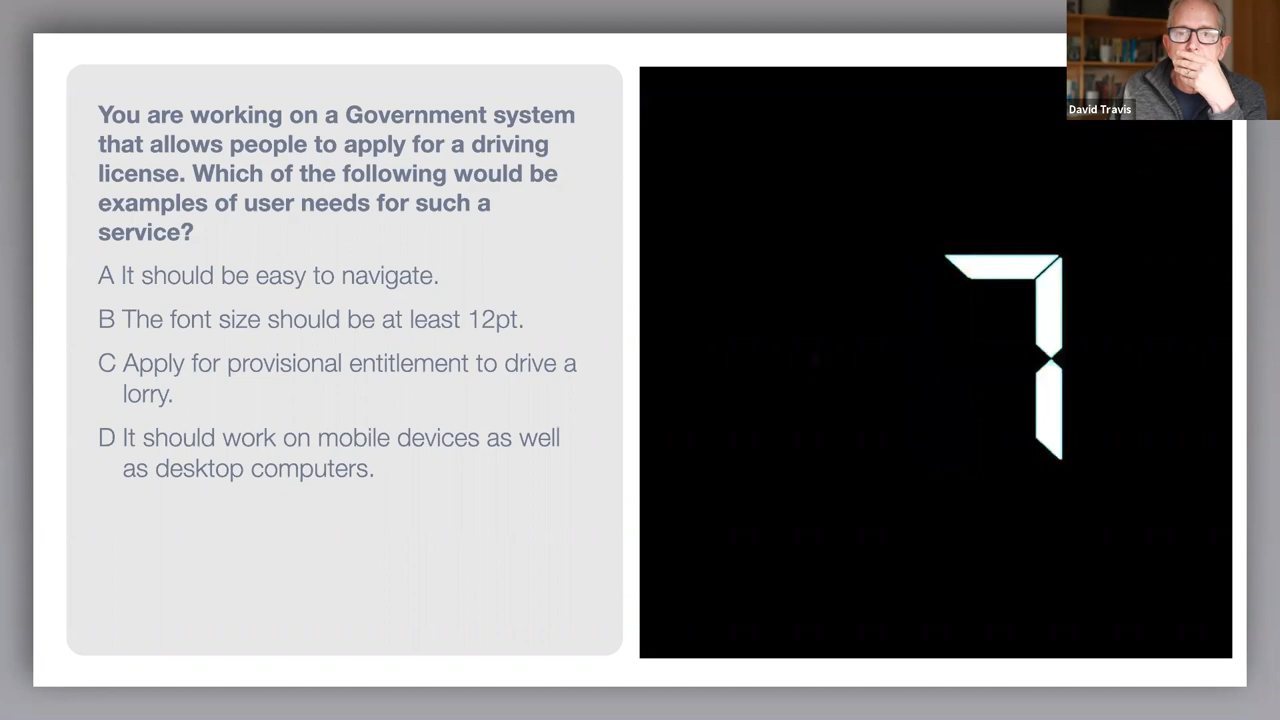 You are working on a Government system
that allows people to apply for a driving
license. Which of the following would be
examples of user needs for such a
service?
A It should be easy to navigate.
B The font size should be at least 12pt.
C Apply for provisional entitlement to drive a
lorry.
D It should work on mobile devices as well
as desktop computers.
7
David Travis